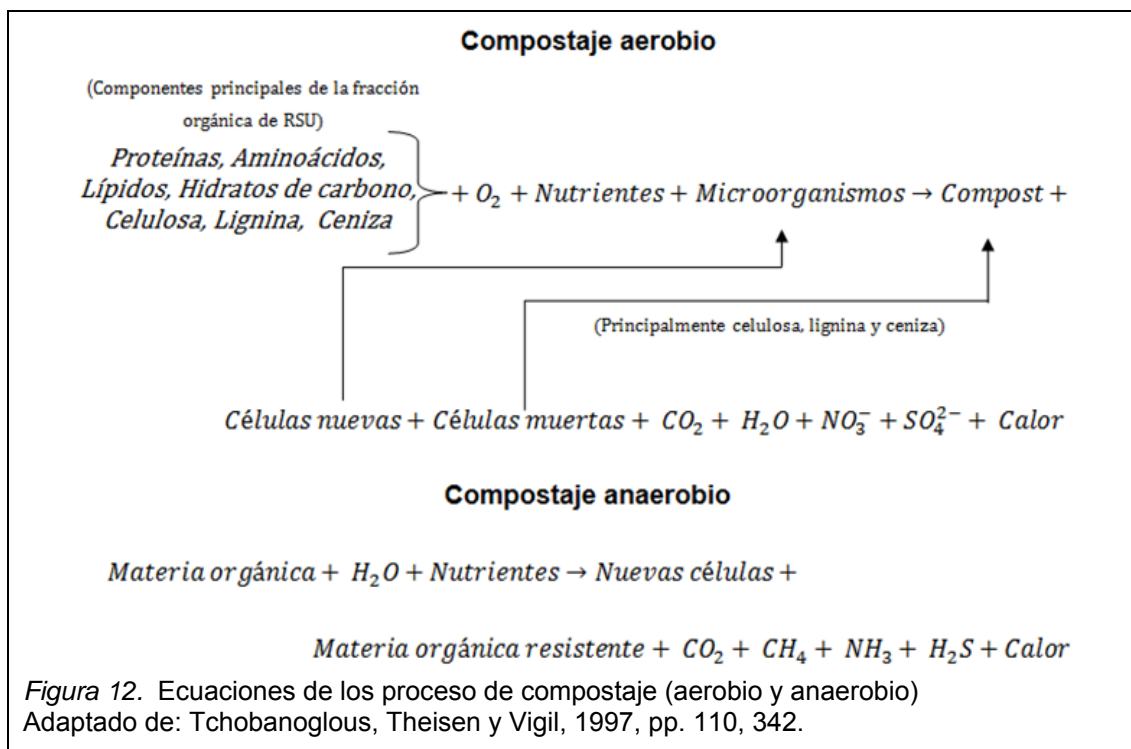 Compostaje aerobio
(Componentes principales de la fracción
orgánica de RSU)
Proteínas, Aminoácidos,
Lípidos, Hidratos de carbono,
Celulosa, Lignina, Ceniza
+ O₂ + Nutrientes + Microorganismos → Compost +
(Principalmente celulosa, lignina y ceniza)
Células nuevas + Células muertas + CO₂ + H₂O + NO₃⁻ + SO₄²⁻ + Calor
Compostaje anaerobio
Materia orgánica + H₂O + Nutrientes → Nuevas células +
Materia orgánica resistente + CO₂ + CH₄ + NH₃ + H₂S + Calor
Figura 12. Ecuaciones de los proceso de compostaje (aerobio y anaerobio)
Adaptado de: Tchobanoglous, Theisen y Vigil, 1997, pp. 110, 342.